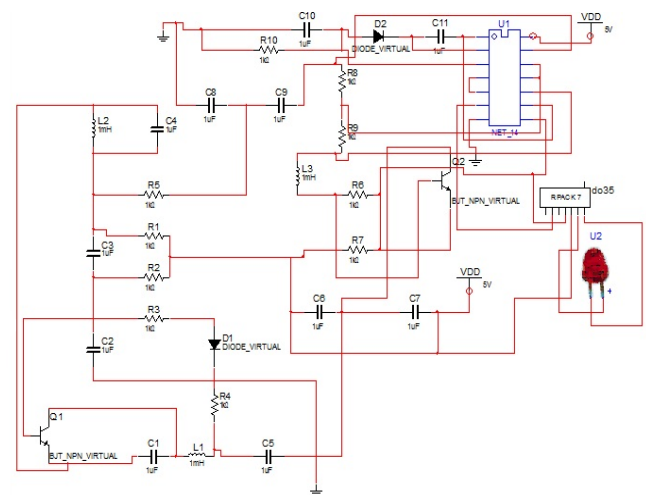 C10
1uF
D2
DIODE_VIRTUAL
C11
1uF
U1
VDD
5V
R10
1kΩ
R8
1kΩ
C8
1uF
C9
1uF
L2
1mH
C4
1uF
R9
1kΩ
NET_14
L3
1mH
Q2
BJT_NPN_VIRTUAL
R5
1kΩ
R6
1kΩ
RPACK 7
do35
R1
1kΩ
C3
1uF
R7
1kΩ
U2
+
R2
1kΩ
VDD
5V
C6
1uF
C7
1uF
R3
1kΩ
C2
1uF
D1
DIODE_VIRTUAL
R4
1kΩ
Q1
BJT_NPN_VIRTUAL
C1
1uF
L1
1mH
C5
1uF